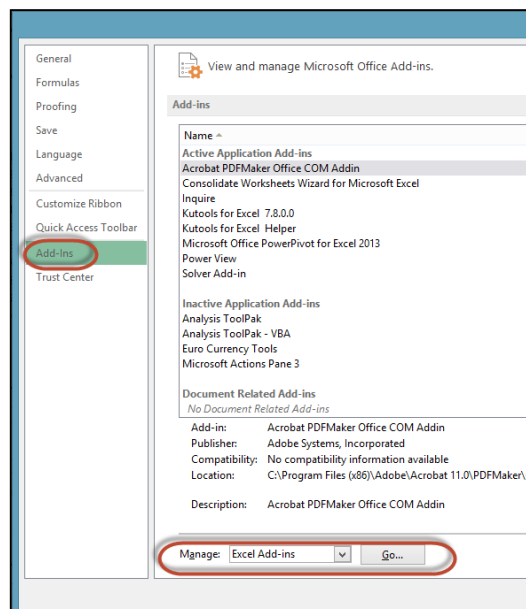 General
Formulas
Proofing
Save
Language
Advanced
Customize Ribbon
Quick Access Toolbar
Add-Ins
Trust Center
View and manage Microsoft Office Add-ins.
Add-ins
Name
Active Application Add-ins
Acrobat PDFMaker Office COM Addin
Consolidate Worksheets Wizard for Microsoft Excel
Inquire
Kutools for Excel 7.8.0.0
Kutools for Excel Helper
Microsoft Office PowerPivot for Excel 2013
Power View
Solver Add-in
Inactive Application Add-ins
Analysis ToolPak
Analysis ToolPak - VBA
Euro Currency Tools
Microsoft Actions Pane 3
Document Related Add-ins
No Document Related Add-ins
Add-in: Acrobat PDFMaker Office COM Addin
Publisher: Adobe Systems, Incorporated
Compatibility: No compatibility information available
Location: C:\Program Files (x86)\Adobe\Acrobat 11.0\PDFMaker\
Description: Acrobat PDFMaker Office COM Addin
Manage: Excel Add-ins Go...